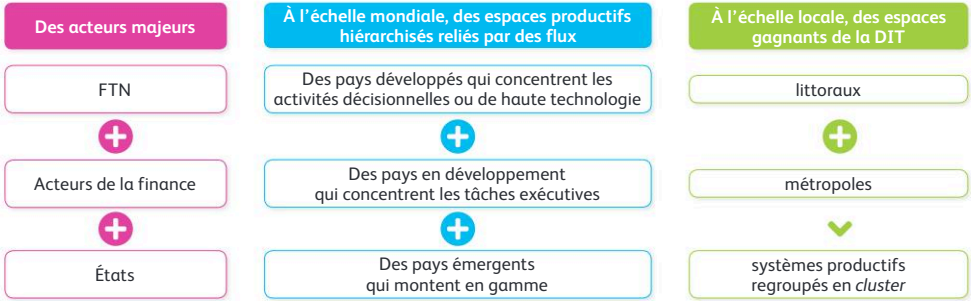 Des acteurs majeurs
FTN
Acteurs de la finance
États
À l'échelle mondiale, des espaces productifs
hiérarchisés reliés par des flux
Des pays développés qui concentrent les
activités décisionnelles ou de haute technologie
Des pays en développement
qui concentrent les tâches exécutives
Des pays émergents
qui montent en gamme
À l'échelle locale, des espaces
gagnants de la DIT
littoraux
métropoles
systèmes productifs
regroupés en cluster